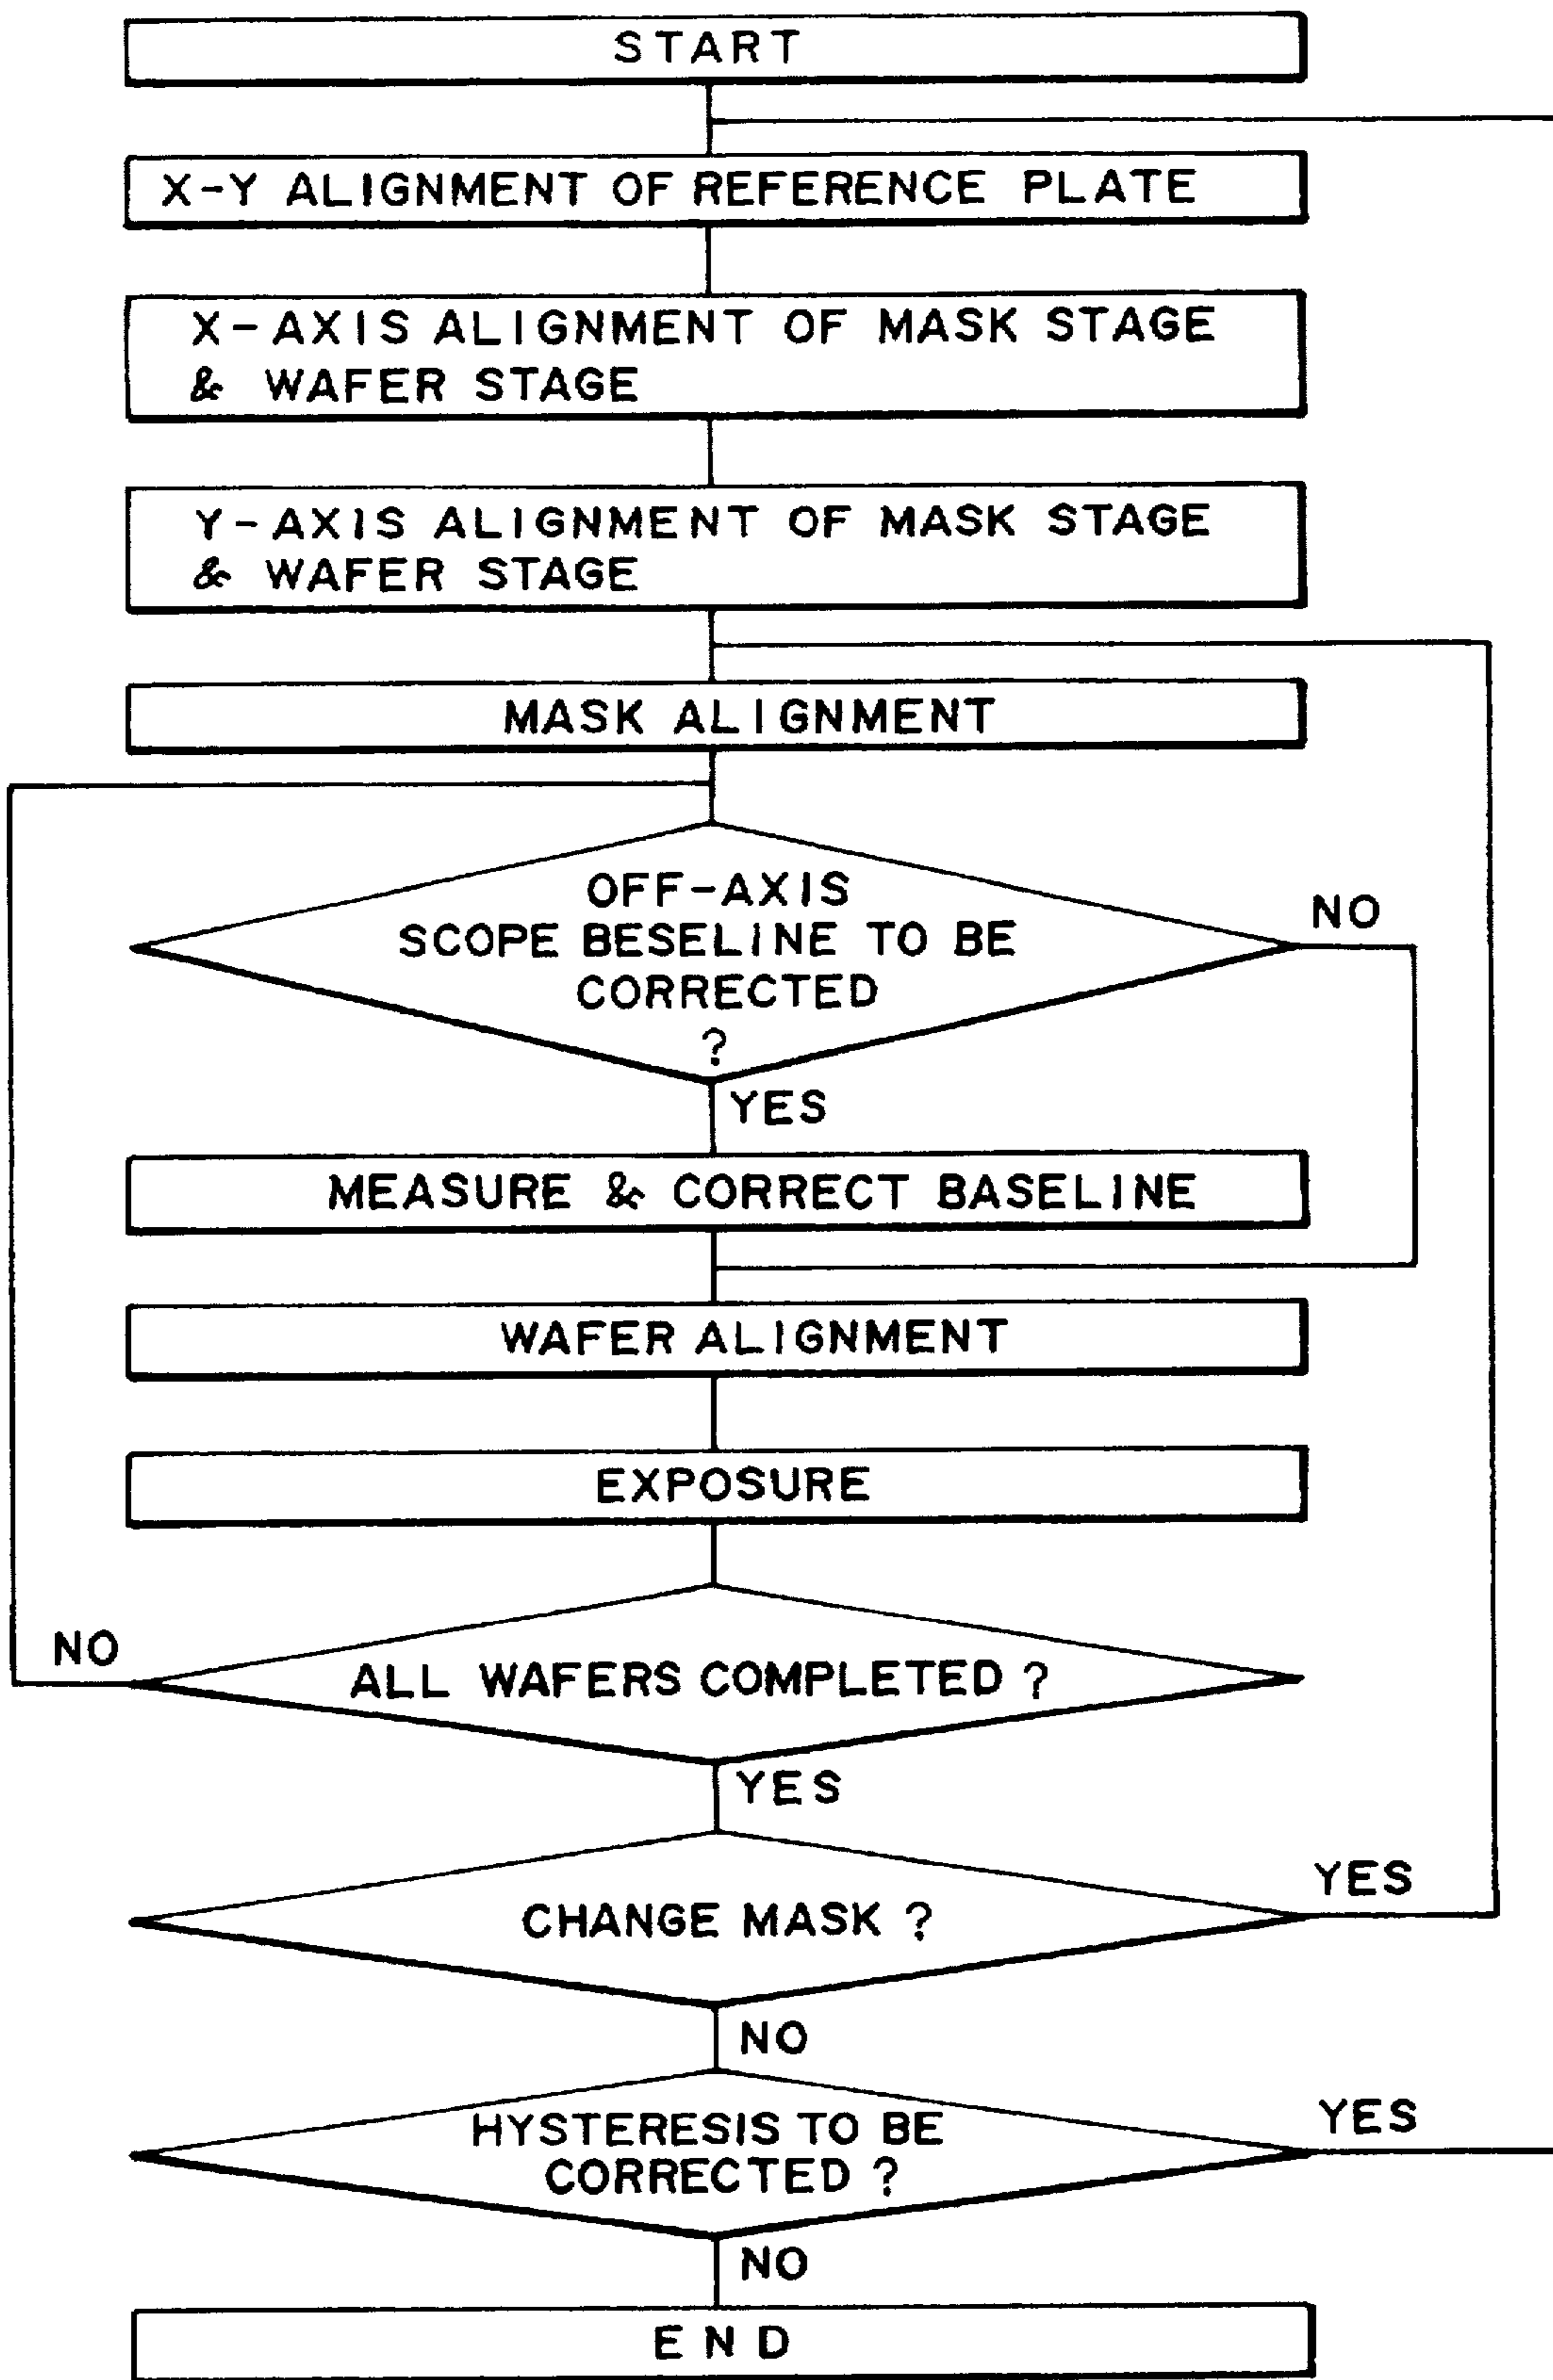 START
X-Y ALIGNMENT OF REFERENCE PLATE
X-AXIS ALIGNMENT OF MASK STAGE
& WAFER STAGE
Y-AXIS ALIGNMENT OF MASK STAGE
& WAFER STAGE
MASK ALIGNMENT
OFF-AXIS
SCOPE BESELINE TO BE
CORRECTED
?
NO
YES
MEASURE & CORRECT BASELINE
WAFER ALIGNMENT
EXPOSURE
NO
ALL WAFERS COMPLETED ?
YES
CHANGE MASK ?
YES
NO
HYSTERESIS TO BE
CORRECTED ?
YES
NO
END